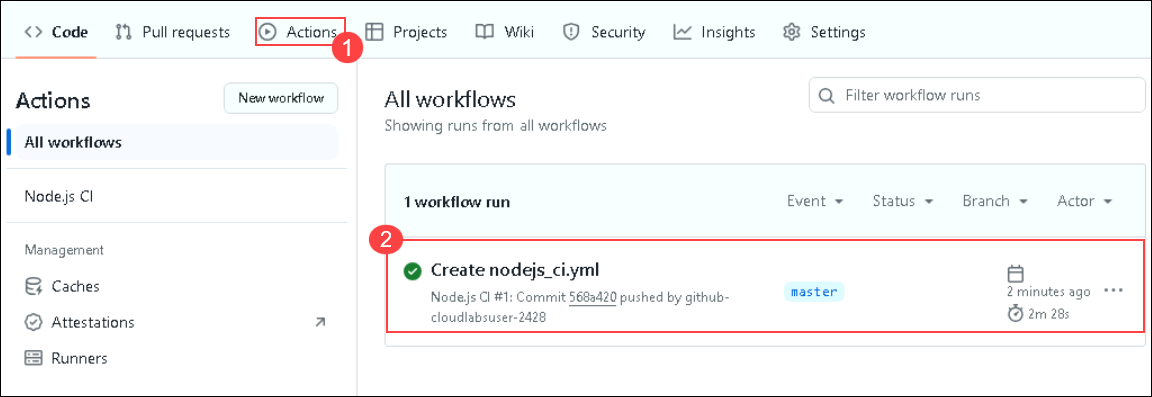 Code Pull requests Actions Projects Wiki Security Insights Settings
1
Actions New workflow
All workflows
Node.js CI
Management
Caches
Attestations
Runners
All workflows
Showing runs from all workflows
Filter workflow runs
1 workflow run Event Status Branch Actor
2
Create nodejs_ci.yml
Node.js CI #1: Commit 568a420 pushed by github-
cloudlabsuser-2428
master
2 minutes ago
2m 28s